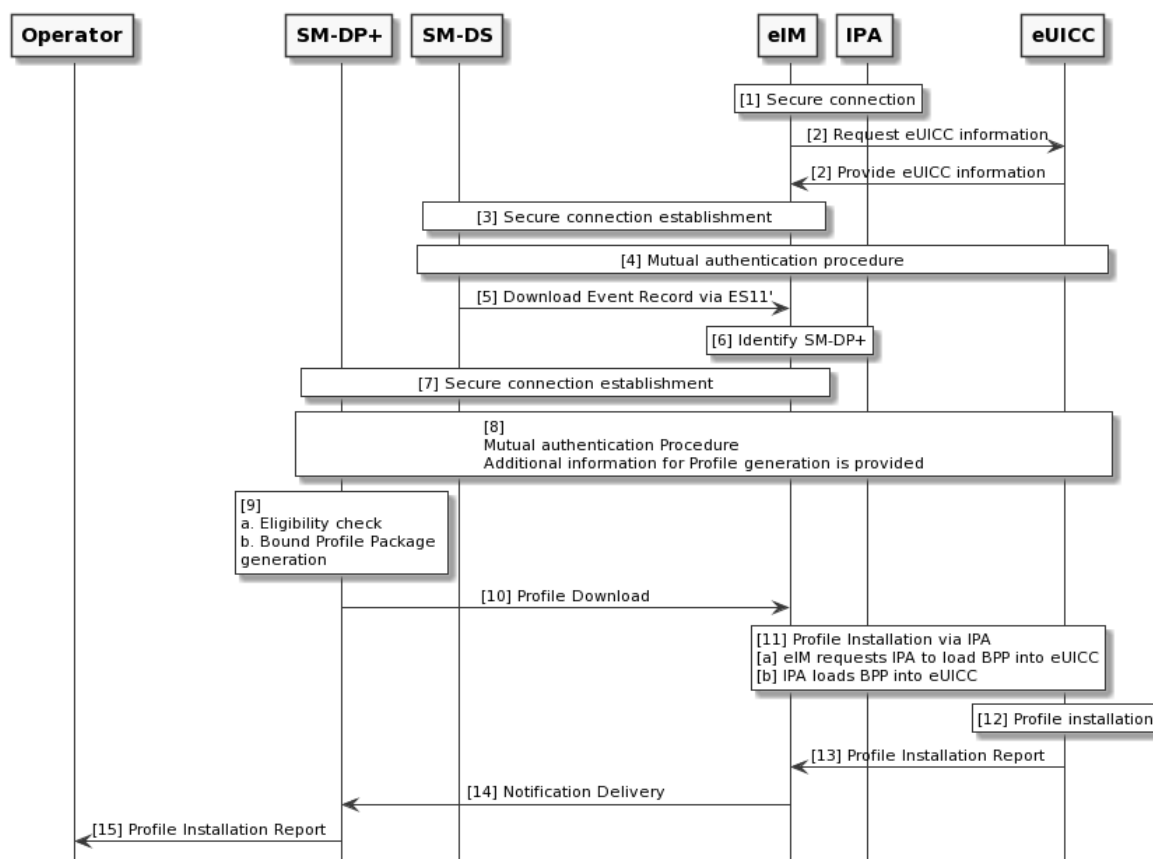 Operator
SM-DP+
SM-DS
eIM
IPA
eUICC
[1] Secure connection
[2] Request eUICC information
[2] Provide eUICC information
[3] Secure connection establishment
[4] Mutual authentication procedure
[5] Download Event Record via ES11'
[6] Identify SM-DP+
[7] Secure connection establishment
[8]
Mutual authentication Procedure
Additional information for Profile generation is provided
[9]
a. Eligibility check
b. Bound Profile Package
generation
[10] Profile Download
[11] Profile Installation via IPA
[a] eIM requests IPA to load BPP into eUICC
[b] IPA loads BPP into eUICC
[12] Profile installation
[13] Profile Installation Report
[14] Notification Delivery
[15] Profile Installation Report